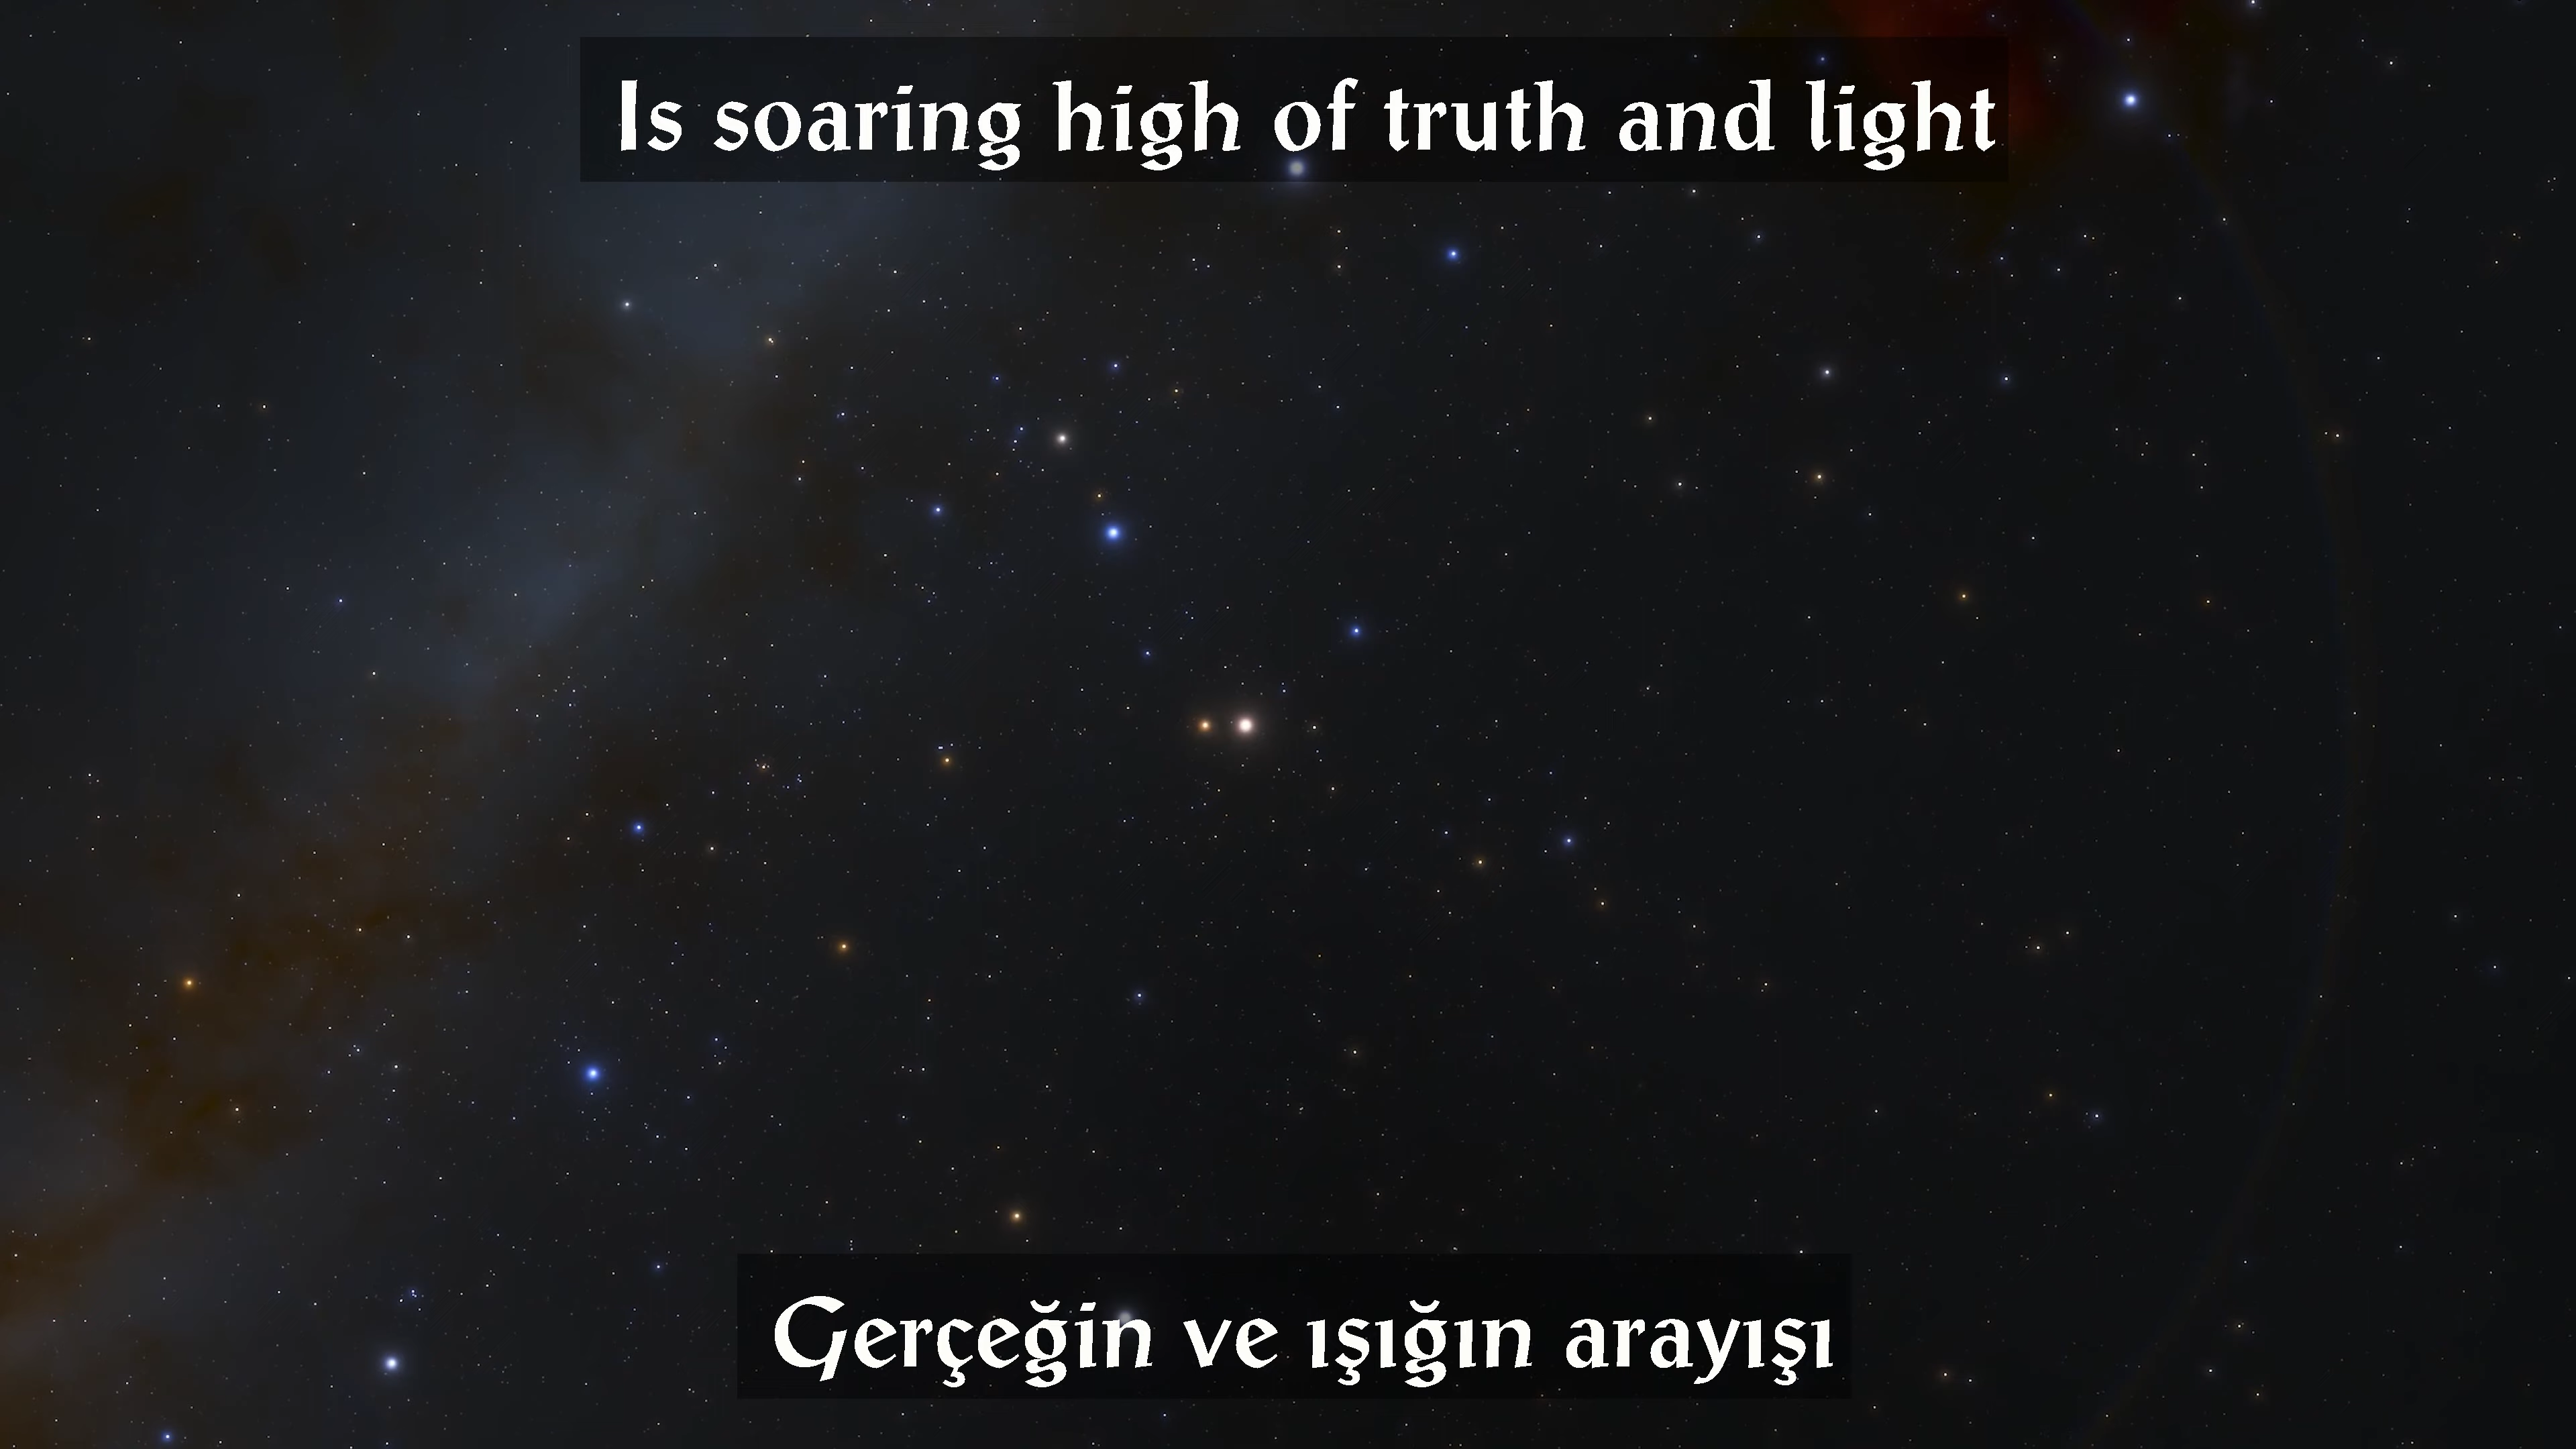 Is soaring high of truth and light
Gerçeğin ve ışığın arayışı